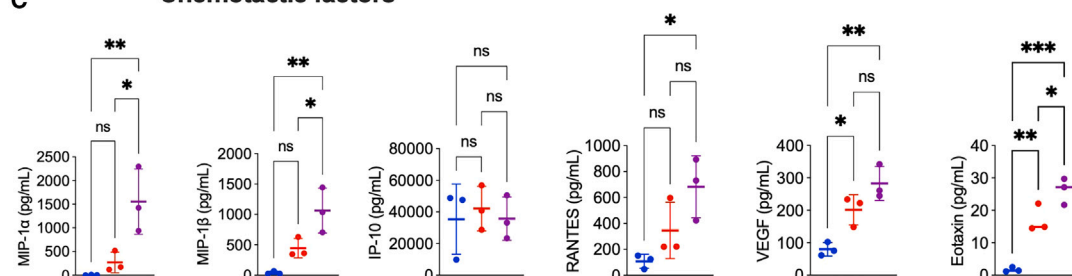 C
Chemotactic factors
** * ns
MIP-1α (pg/mL)
2500
2000
1500
1000
500
0
** * ns
MIP-1β (pg/mL)
2000
1500
1000
500
0
ns ns ns
IP-10 (pg/mL)
80000
60000
40000
20000
0
* ns ns
RANTES (pg/mL)
1000
800
600
400
200
0
** ns *
VEGF (pg/mL)
400
300
200
100
0
*** * **
Eotaxin (pg/mL)
40
30
20
10
0